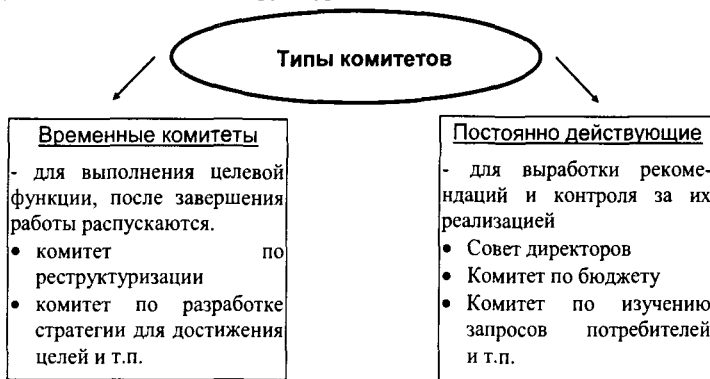 Типы комитетов
Временные комитеты
- для выполнения целевой
функции, после завершения
работы распускаются.
• комитет по
реструктуризации
• комитет по разработке
стратегии для достижения
целей и т.п.
Постоянно действующие
- для выработки рекоме-
ндаций и контроля за их
реализацией
• Совет директоров
• Комитет по бюджету
• Комитет по изучению
запросов потребителей
и т.п.